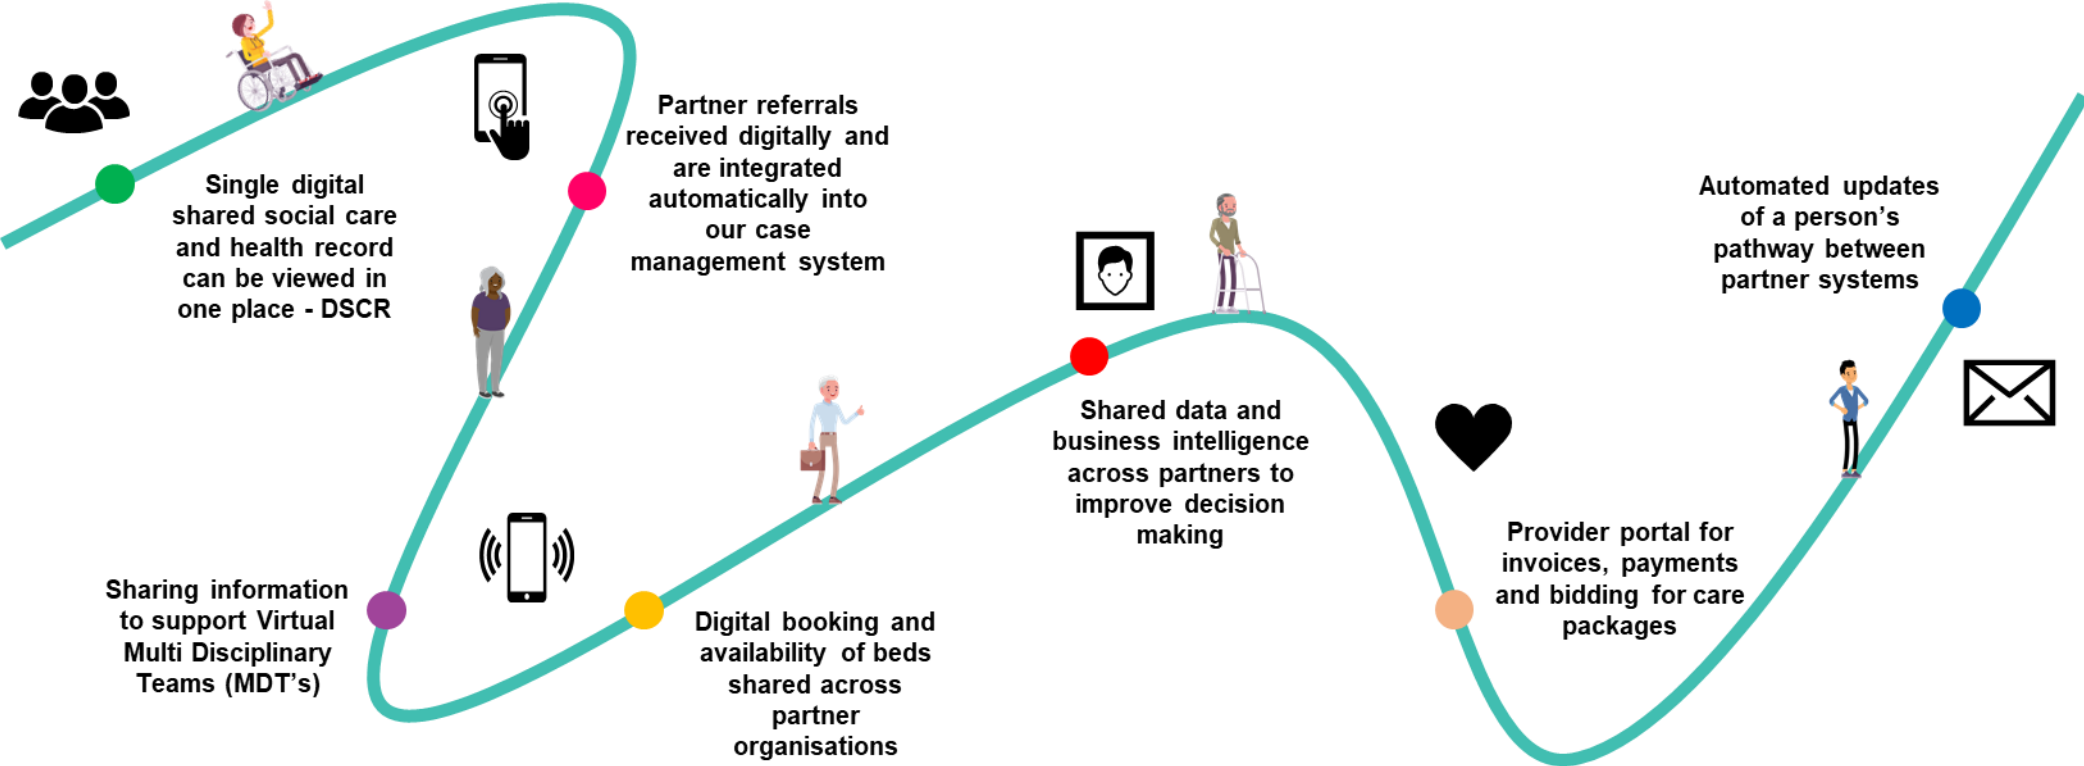 Single digital
shared social care
and health record
can be viewed in
one place - DSCR
Partner referrals
received digitally and
are integrated
automatically into
our case
management system
Sharing information
to support Virtual
Multi Disciplinary
Teams (MDT’s)
Digital booking and
availability of beds
shared across
partner
organisations
Shared data and
business intelligence
across partners to
improve decision
making
Provider portal for
invoices, payments
and bidding for care
packages
Automated updates
of a person’s
pathway between
partner systems